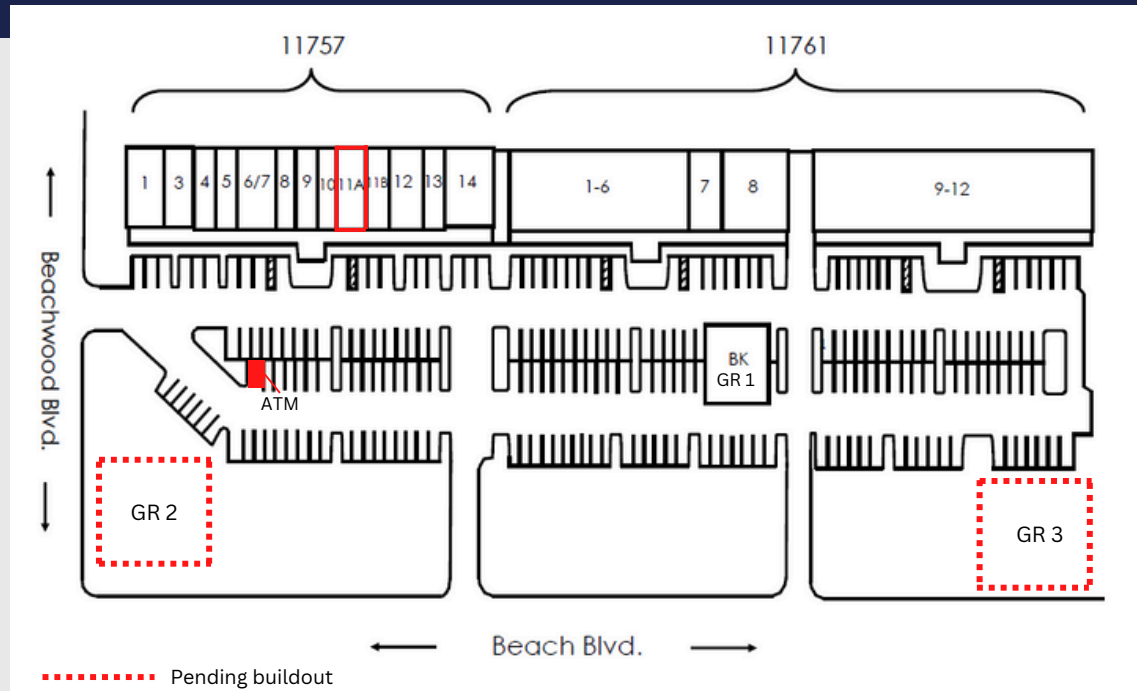 11757
11761
1
3
4
5
6/7
8
9
10
11A
11B
12
13
14
1-6
7
8
9-12
Beachwood Blvd.
BK
GR 1
ATM
GR 2
GR 3
Beach Blvd.
Pending buildout